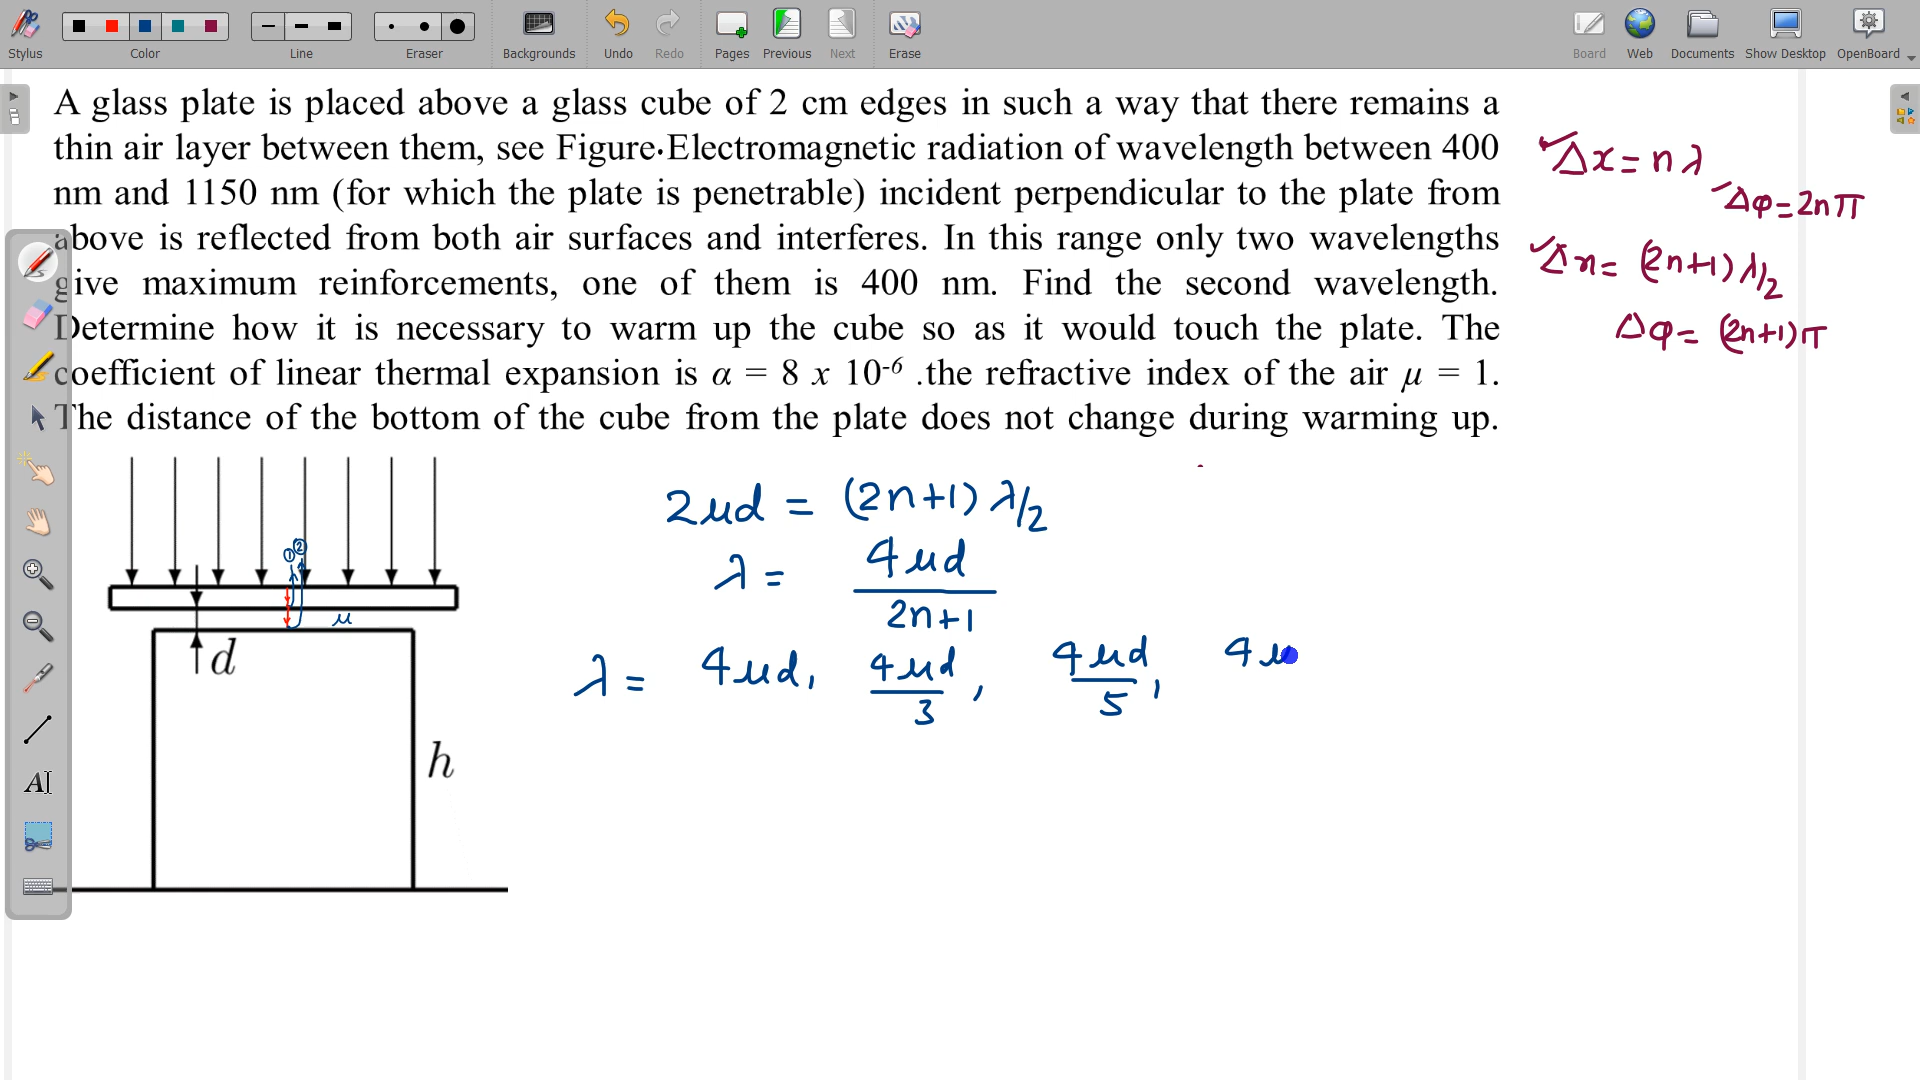 Stylus Color Line Eraser Backgrounds Undo Redo Pages Previous Next Erase Board Web Documents Show Desktop OpenBoard
A glass plate is placed above a glass cube of 2 cm edges in such a way that there remains a
thin air layer between them, see Figure.Electromagnetic radiation of wavelength between 400
nm and 1150 nm (for which the plate is penetrable) incident perpendicular to the plate from
above is reflected from both air surfaces and interferes. In this range only two wavelengths
give maximum reinforcements, one of them is 400 nm. Find the second wavelength.
Determine how it is necessary to warm up the cube so as it would touch the plate. The
coefficient of linear thermal expansion is α = 8 x 10⁻⁶ .the refractive index of the air μ = 1.
The distance of the bottom of the cube from the plate does not change during warming up.
Δx = nλ
Δφ = 2nπ
Δx = (2n+1) λ/2
Δφ = (2n+1)π
① ②
μ
d
h
2μd = (2n+1) λ/2
λ = 4μd / 2n+1
λ = 4μd, 4μd/3, 4μd/5, 4μ
AI